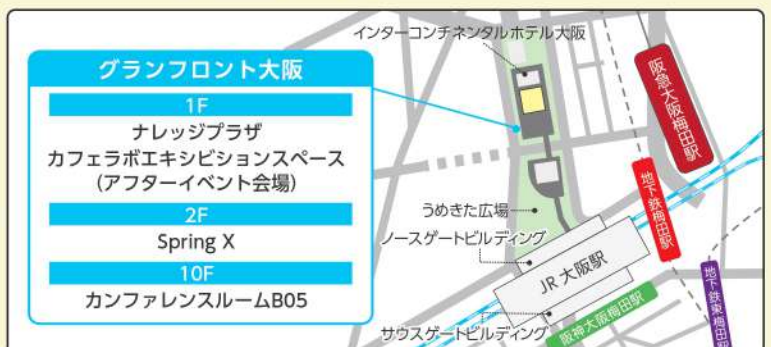 グランフロント大阪
1F
ナレッジプラザ
カフェラボエキシビションスペース
(アフターイベント会場)
2F
Spring X
10F
カンファレンスルームB05
インターコンチネンタルホテル大阪
阪急大阪梅田駅
地下鉄梅田駅
うめきた広場
ノースゲートビルディング
JR 大阪駅
地下鉄東梅田駅
阪神大阪梅田駅
サウスゲートビルディング